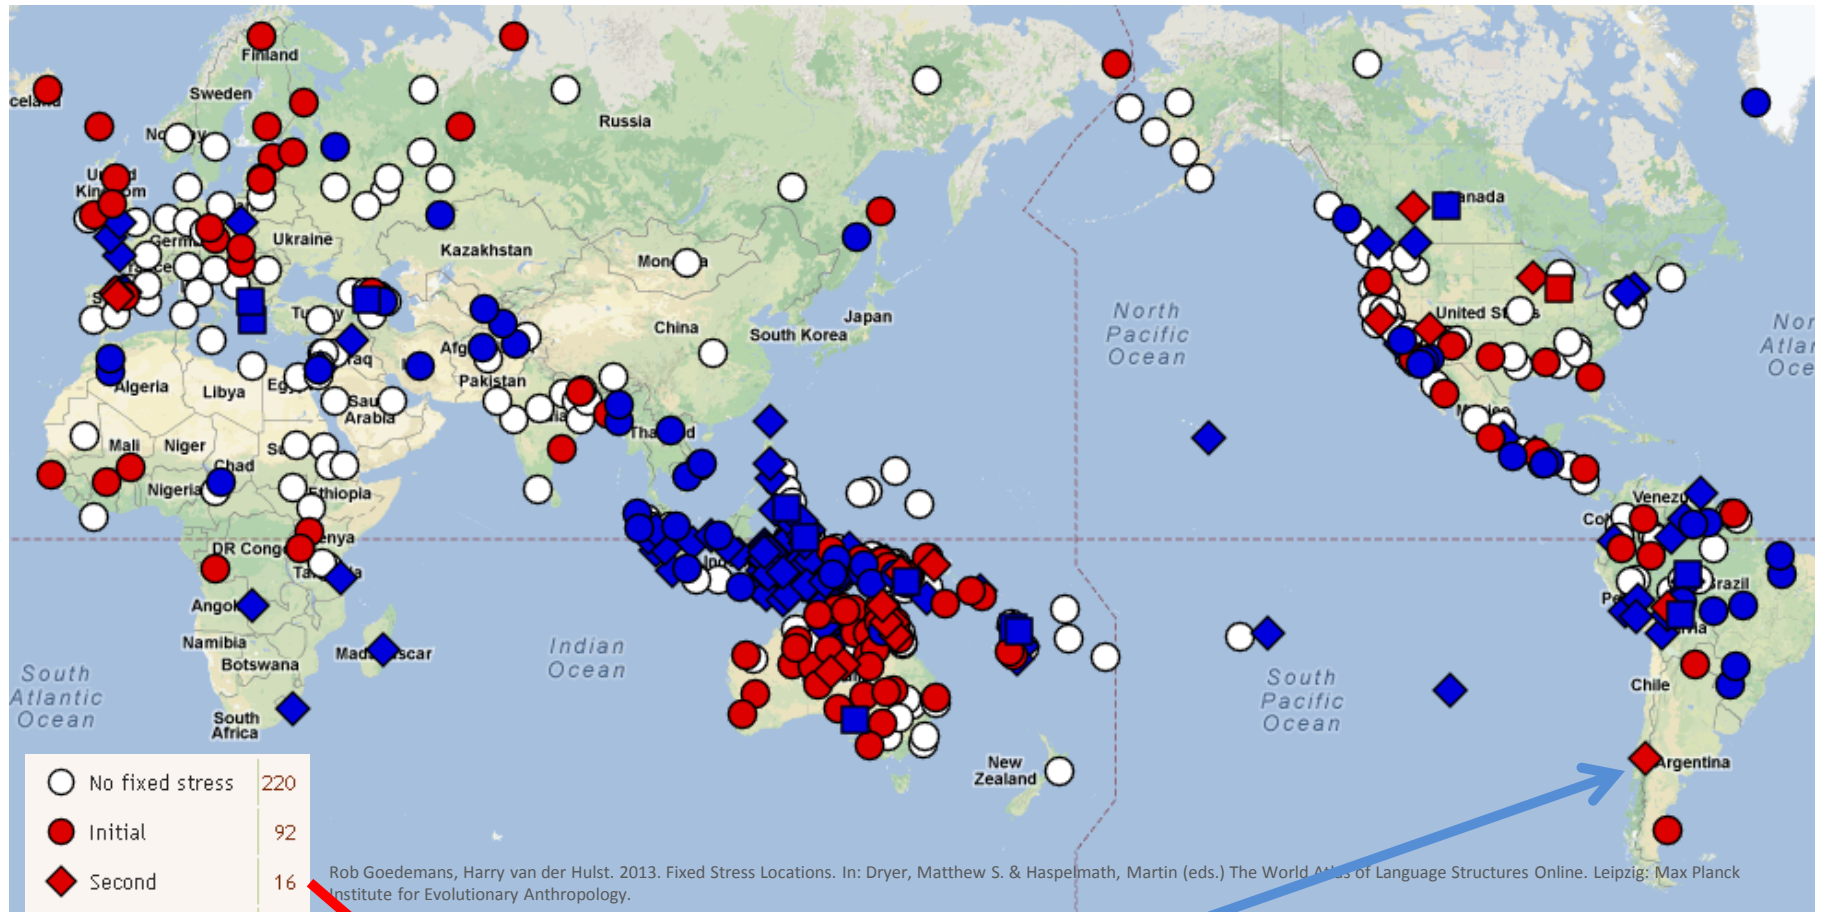 Finland
Sweden
Russia
Ukraine
Kazakhstan
China
South Korea
Japan
Pakistan
Algeria
Libya
Saudi
Arabia
Mali
Niger
Chad
Nigeria
Ethiopia
DR Congo
Angola
Namibia
Botswana
Madagascar
South
Africa
South
Atlantic
Ocean
Indian
Ocean
North
Pacific
Ocean
South
Pacific
Ocean
New
Zealand
Canada
United States
Mexico
Venezu
Brazil
Chile
Argentina
No fixed stress 220
Initial 92
Second 16
Rob Goedemans, Harry van der Hulst. 2013. Fixed Stress Locations. In: Dryer, Matthew S. & Haspelmath, Martin (eds.) The World Atlas of Language Structures Online. Leipzig: Max Planck
Institute for Evolutionary Anthropology.